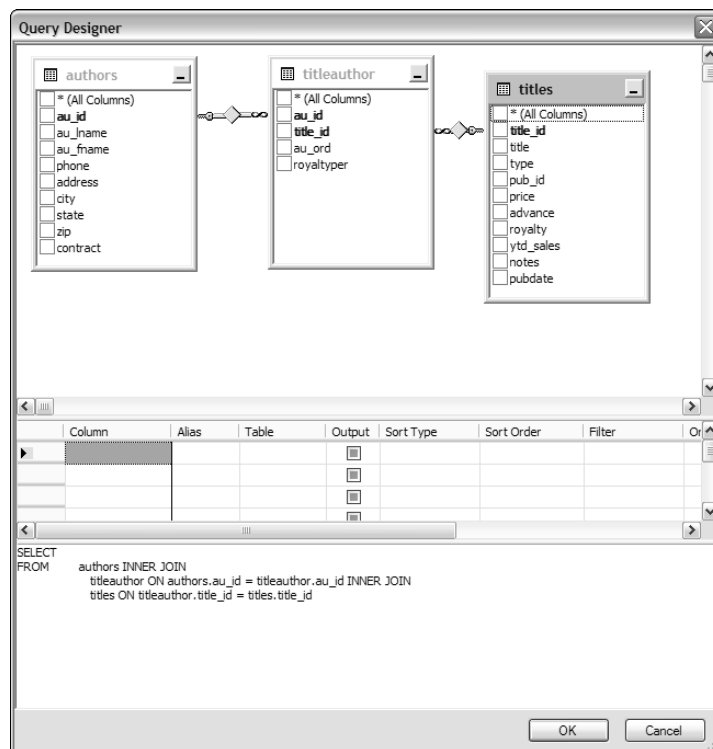 Query Designer
authors
* (All Columns)
au_id
au_lname
au_fname
phone
address
city
state
zip
contract
titleauthor
* (All Columns)
au_id
title_id
au_ord
royaltyper
titles
* (All Columns)
title_id
title
type
pub_id
price
advance
royalty
ytd_sales
notes
pubdate
Column Alias Table Output Sort Type Sort Order Filter Or
SELECT
FROM authors INNER JOIN
titleauthor ON authors.au_id = titleauthor.au_id INNER JOIN
titles ON titleauthor.title_id = titles.title_id
OK Cancel